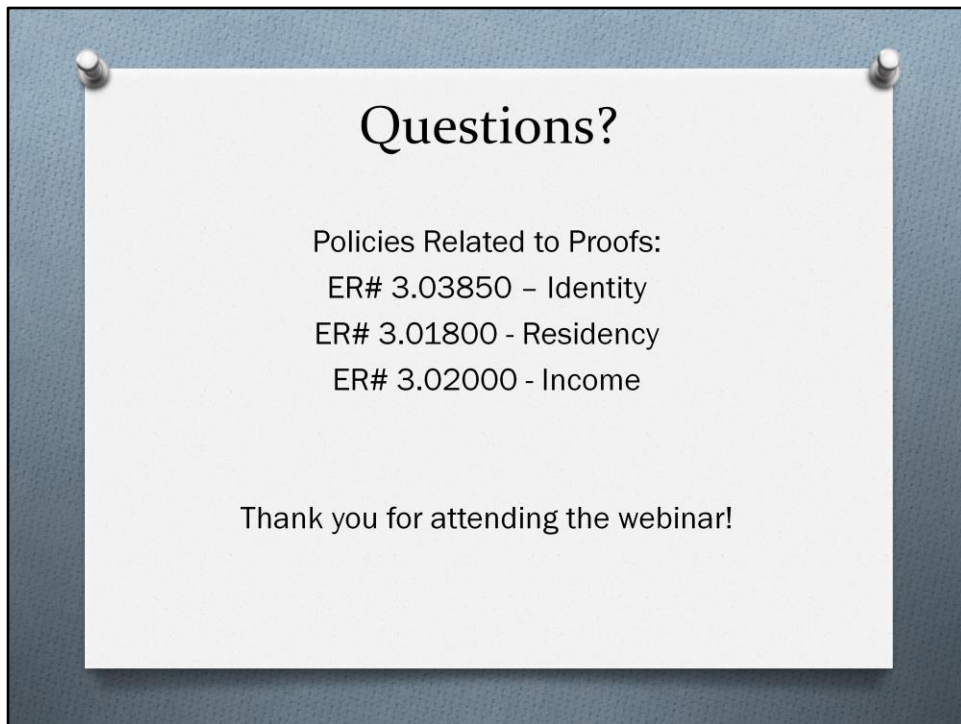 Questions?
Policies Related to Proofs:
ER# 3.03850 – Identity
ER# 3.01800 - Residency
ER# 3.02000 - Income
Thank you for attending the webinar!